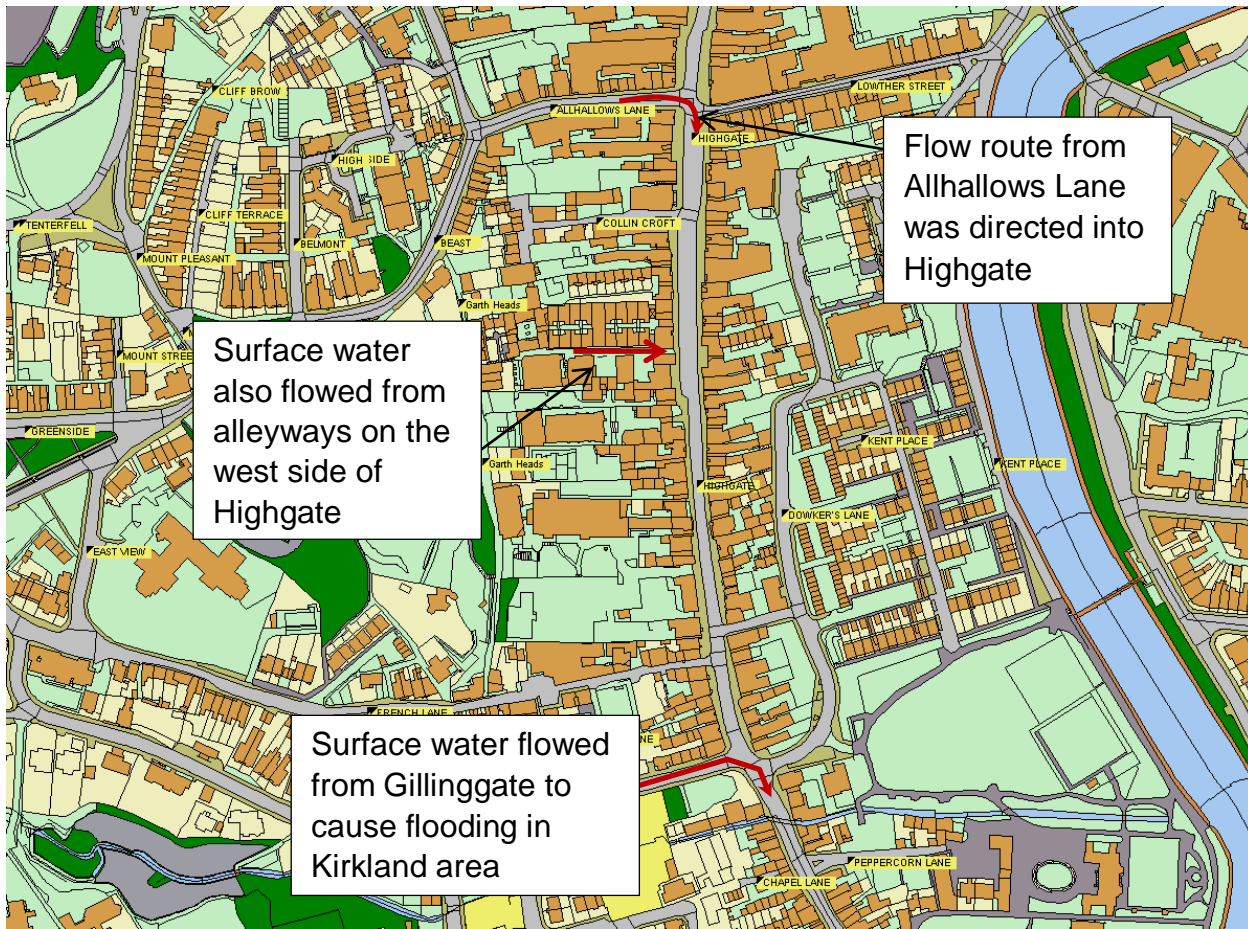 CLIFF BROW
LOWTHER STREET
ALLHALLOWS LANE
HIGHGATE
Flow route from
Allhallows Lane
was directed into
Highgate
HIGH SIDE
CLIFF TERRACE
TENTERFELL
COLLIN CROFT
BELMONT
BEAST
MOUNT PLEASANT
Garth Heads
MOUNT STREE
Surface water
also flowed from
alleyways on the
west side of
Highgate
GREENSIDE
KENT PLACE
KENT PLACE
Garth Heads
HIGHGATE
DOWKER'S LANE
EAST VIEW
FRENCH LANE
Surface water flowed
from Gillinggate to
cause flooding in
Kirkland area
PEPPERCORN LANE
CHAPEL LANE